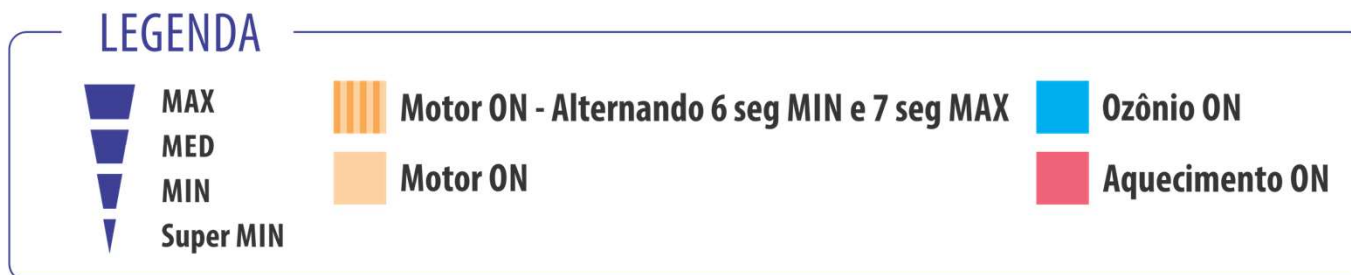 LEGENDA
MAX
MED
MIN
Super MIN
Motor ON - Alternando 6 seg MIN e 7 seg MAX
Motor ON
Ozônio ON
Aquecimento ON